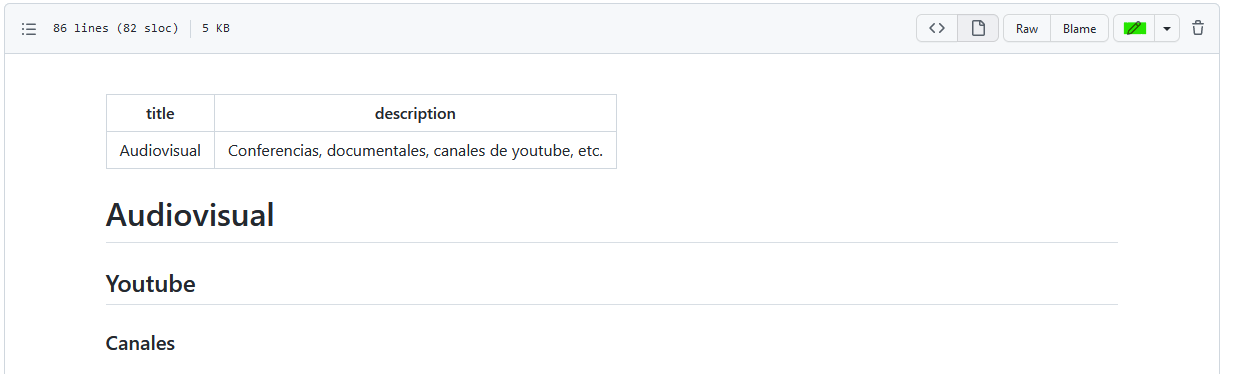 86 lines (82 sloc) 5 KB Raw Blame
title description
Audiovisual Conferencias, documentales, canales de youtube, etc.
Audiovisual
Youtube
Canales